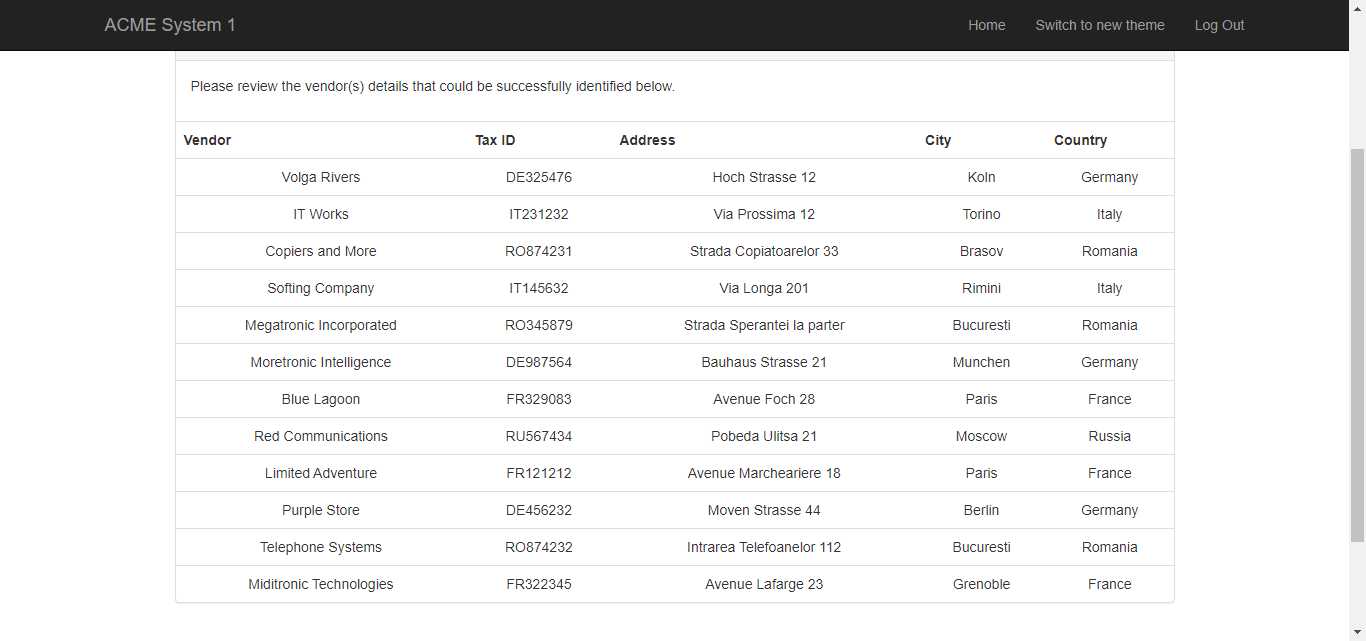 ACME System 1 Home Switch to new theme Log Out
Please review the vendor(s) details that could be successfully identified below.
Vendor Tax ID Address City Country
Volga Rivers DE325476 Hoch Strasse 12 Koln Germany
IT Works IT231232 Via Prossima 12 Torino Italy
Copiers and More RO874231 Strada Copiatoarelor 33 Brasov Romania
Softing Company IT145632 Via Longa 201 Rimini Italy
Megatronic Incorporated RO345879 Strada Sperantei la parter Bucuresti Romania
Moretronic Intelligence DE987564 Bauhaus Strasse 21 Munchen Germany
Blue Lagoon FR329083 Avenue Foch 28 Paris France
Red Communications RU567434 Pobeda Ulitsa 21 Moscow Russia
Limited Adventure FR121212 Avenue Marcheariere 18 Paris France
Purple Store DE456232 Moven Strasse 44 Berlin Germany
Telephone Systems RO874232 Intrarea Telefoanelor 112 Bucuresti Romania
Miditronic Technologies FR322345 Avenue Lafarge 23 Grenoble France